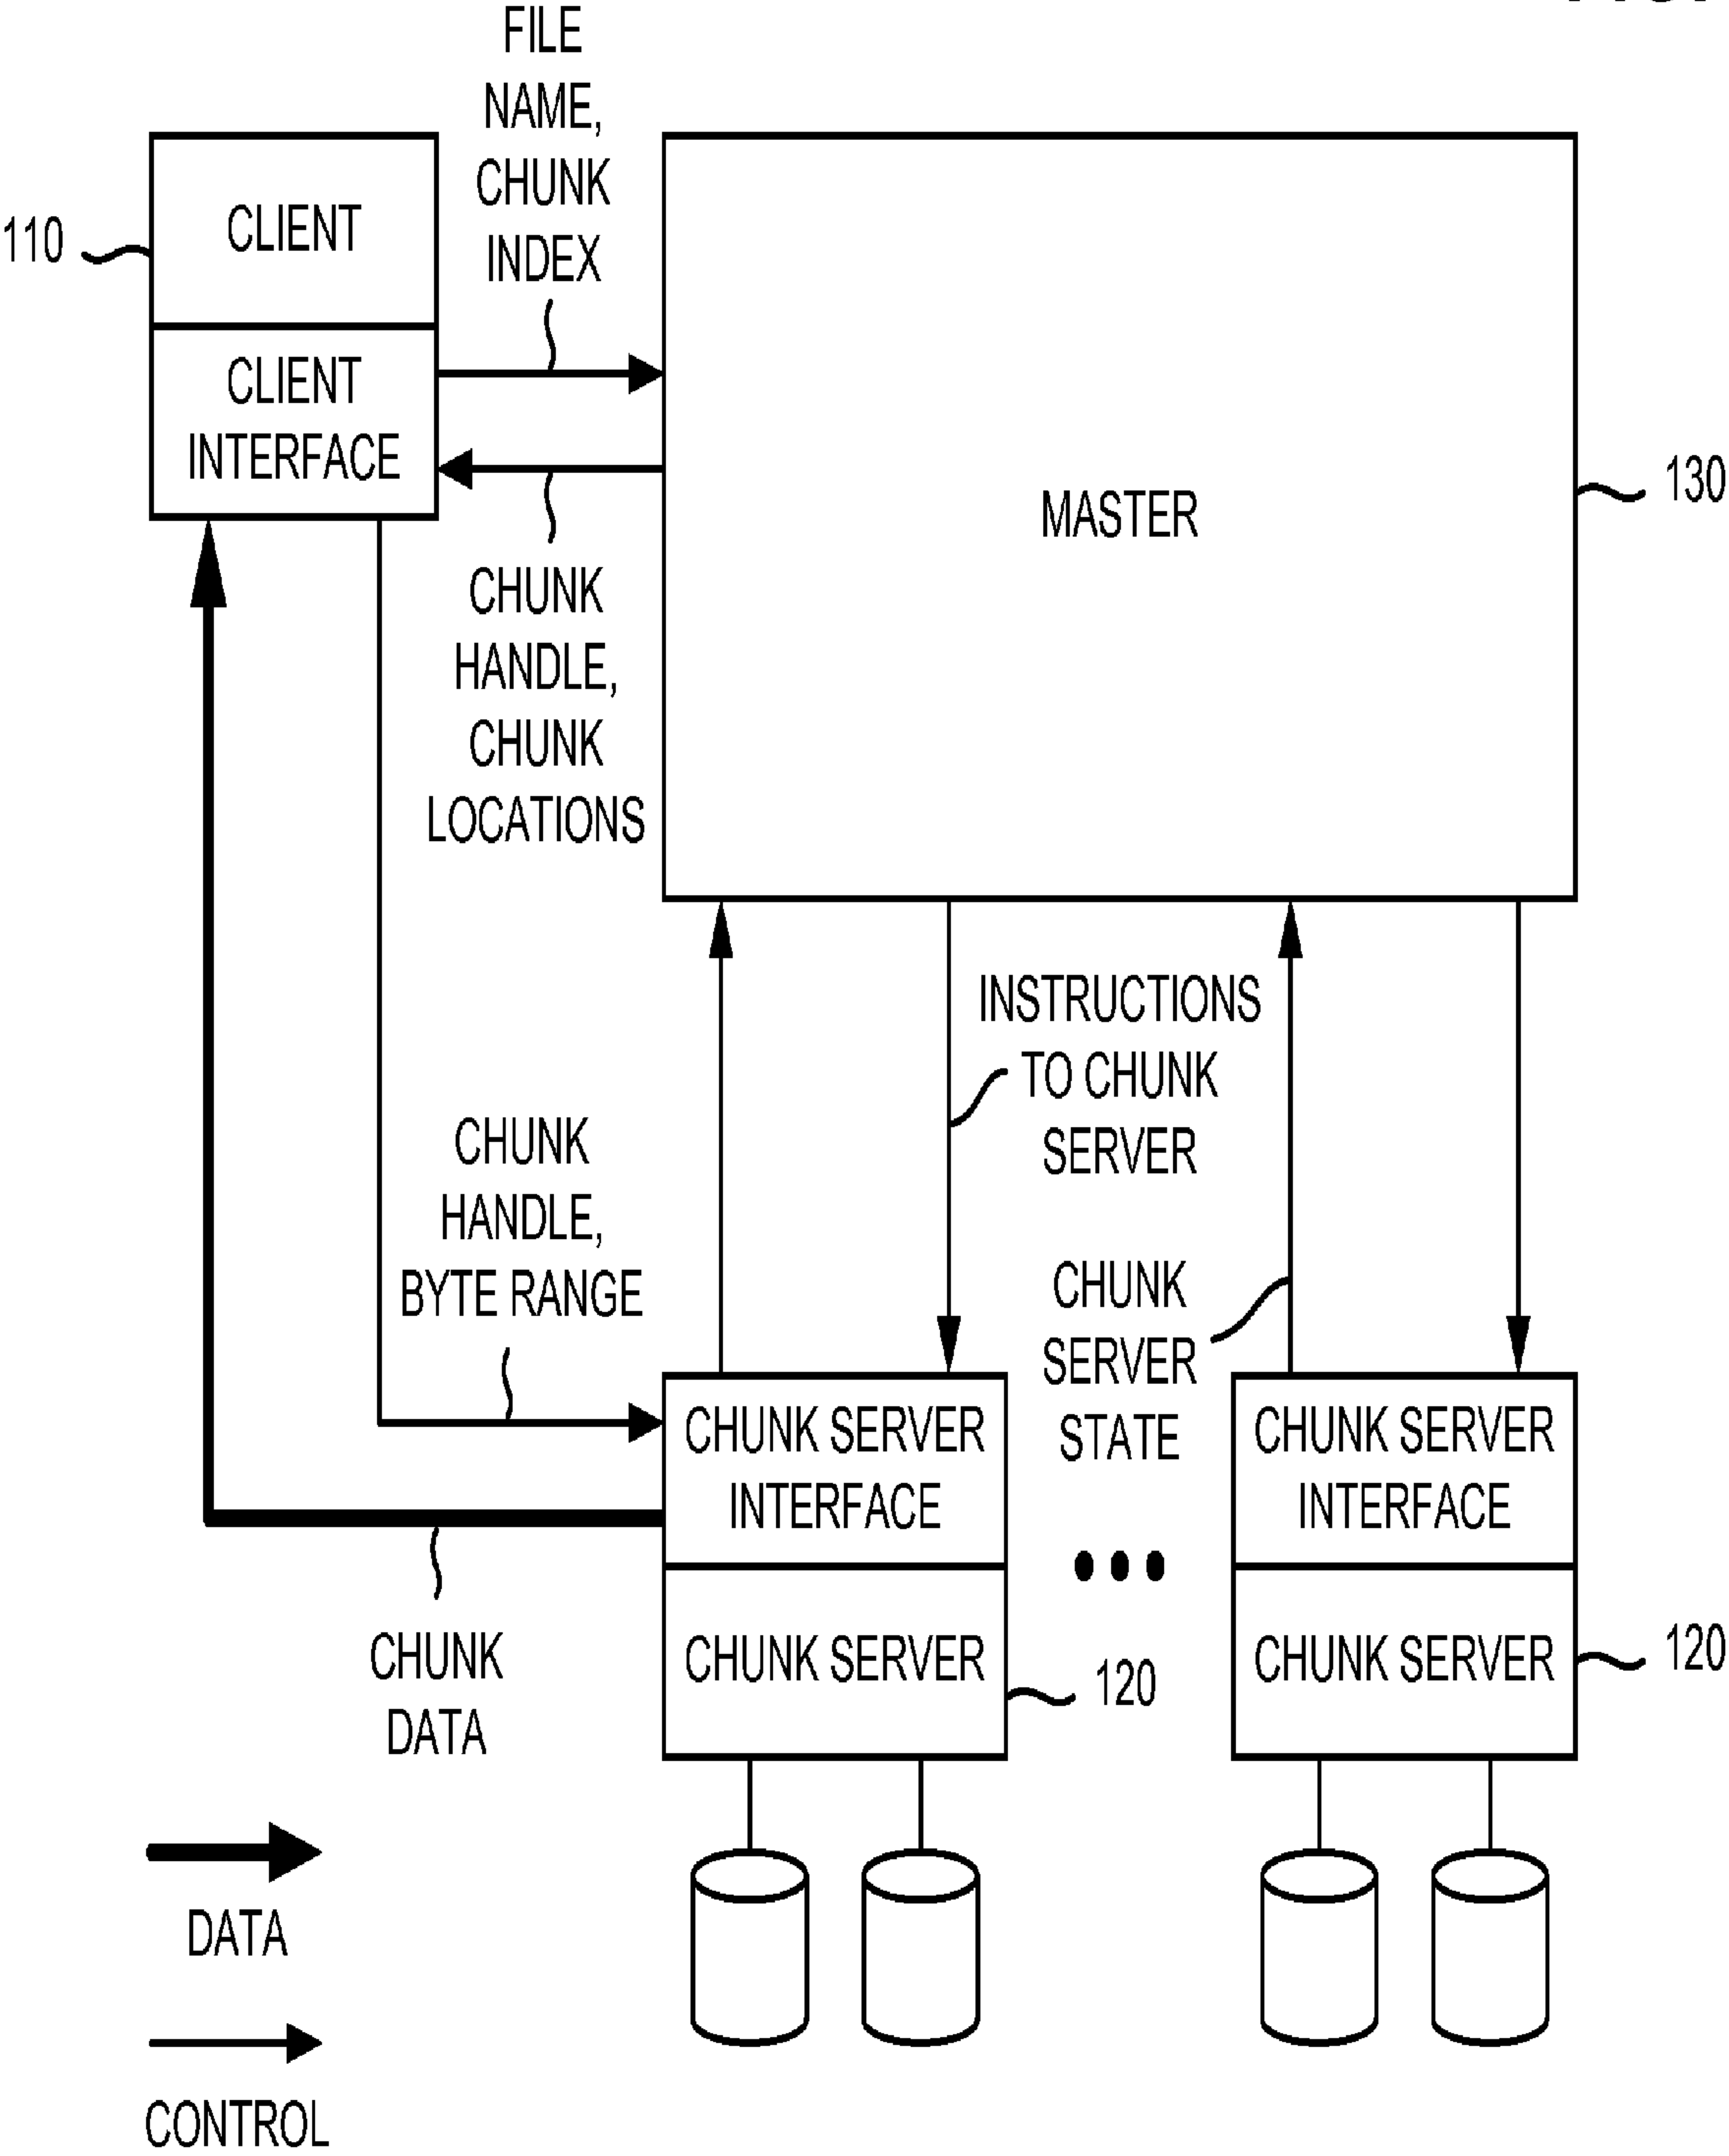 FILE
NAME,
CHUNK
INDEX
110
CLIENT
CLIENT
INTERFACE
MASTER
130
CHUNK
HANDLE,
CHUNK
LOCATIONS
INSTRUCTIONS
TO CHUNK
SERVER
CHUNK
HANDLE,
BYTE RANGE
CHUNK
SERVER
STATE
CHUNK SERVER
INTERFACE
CHUNK SERVER
INTERFACE
CHUNK SERVER
120
CHUNK SERVER
120
CHUNK
DATA
DATA
CONTROL